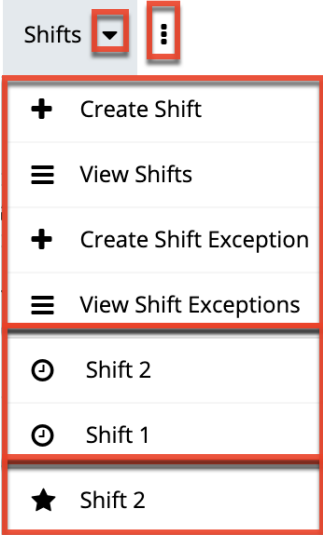 Shifts
Create Shift
View Shifts
Create Shift Exception
View Shift Exceptions
Shift 2
Shift 1
Shift 2